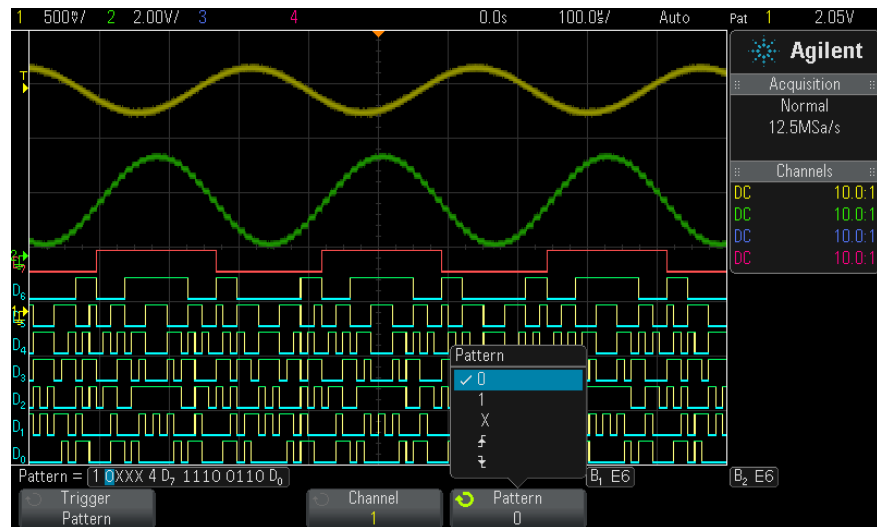 1 500♈/ 2 2.00V/ 3 4 0.0s 100.0㎲/ Auto Pat 1 2.05V
Agilent
Acquisition
Normal
12.5MSa/s
Channels
DC 10.0:1
DC 10.0:1
DC 10.0:1
DC 10.0:1
T
2
D₆
1
D₄
D₃
D₂
D₁
D₀
Pattern
✓ 0
1
X
Pattern = 1 0XXX 4 D₇ 1110 0110 D₀ B₁ E6 B₂ E6
Trigger
Pattern
Channel
1
Pattern
0